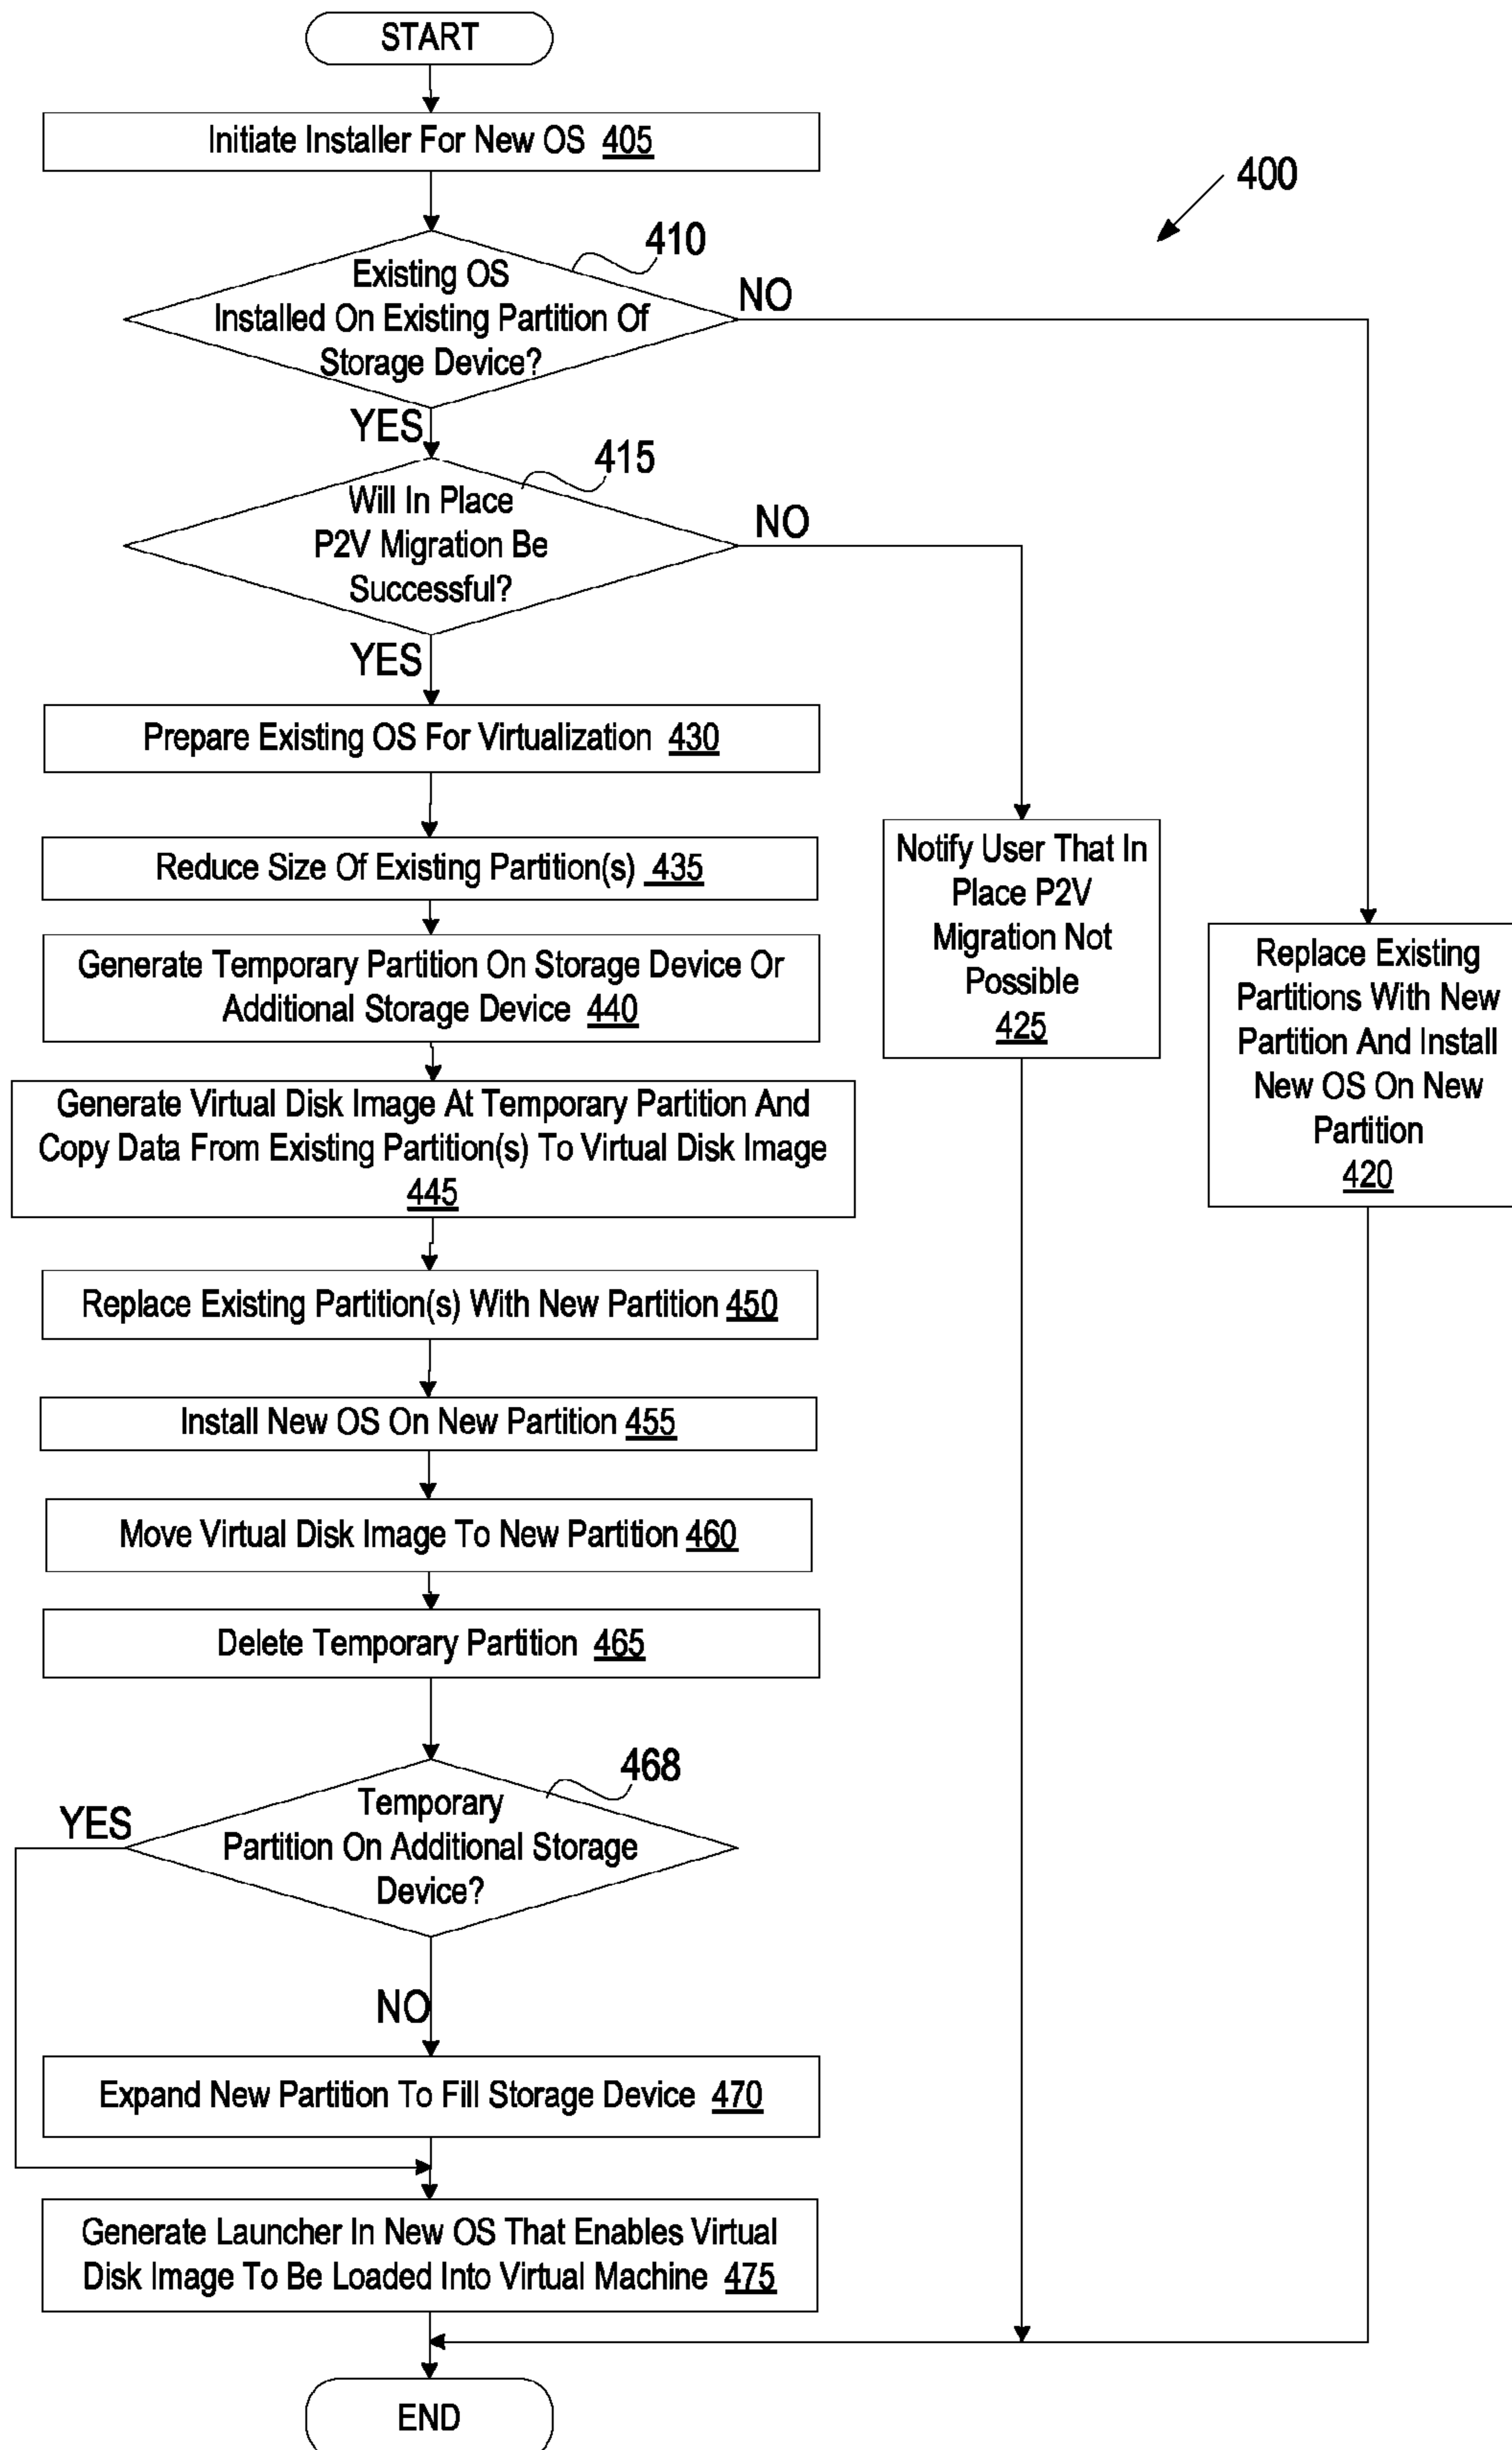 START
Initiate Installer For New OS 405
400
410
Existing OS
Installed On Existing Partition Of
Storage Device?
NO
YES
415
Will In Place
P2V Migration Be
Successful?
NO
YES
Prepare Existing OS For Virtualization 430
Reduce Size Of Existing Partition(s) 435
Notify User That In
Place P2V
Migration Not
Possible
425
Replace Existing
Partitions With New
Partition And Install
New OS On New
Partition
420
Generate Temporary Partition On Storage Device Or
Additional Storage Device 440
Generate Virtual Disk Image At Temporary Partition And
Copy Data From Existing Partition(s) To Virtual Disk Image
445
Replace Existing Partition(s) With New Partition 450
Install New OS On New Partition 455
Move Virtual Disk Image To New Partition 460
Delete Temporary Partition 465
468
Temporary
Partition On Additional Storage
Device?
YES
NO
Expand New Partition To Fill Storage Device 470
Generate Launcher In New OS That Enables Virtual
Disk Image To Be Loaded Into Virtual Machine 475
END